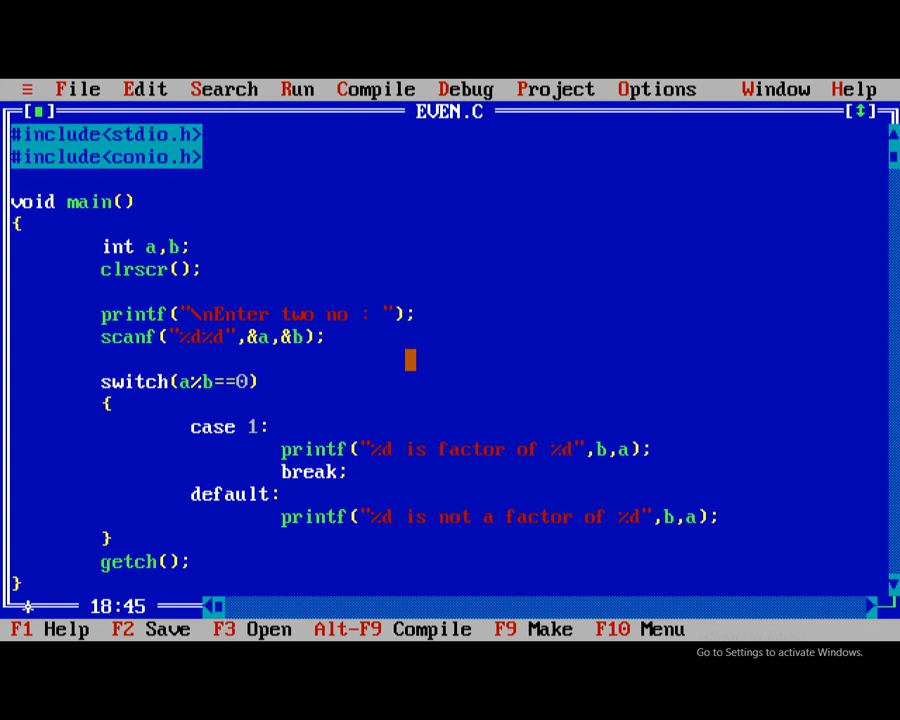 ≡ File Edit Search Run Compile Debug Project Options Window Help
EVEN.C
#include<stdio.h>
#include<conio.h>
void main()
{
int a,b;
clrscr();
printf("\nEnter two no : ");
scanf("%d%d",&a,&b);
switch(a%b==0)
{
case 1:
printf("%d is factor of %d",b,a);
break;
default:
printf("%d is not a factor of %d",b,a);
}
getch();
}
18:45
F1 Help F2 Save F3 Open Alt-F9 Compile F9 Make F10 Menu
Go to Settings to activate Windows.